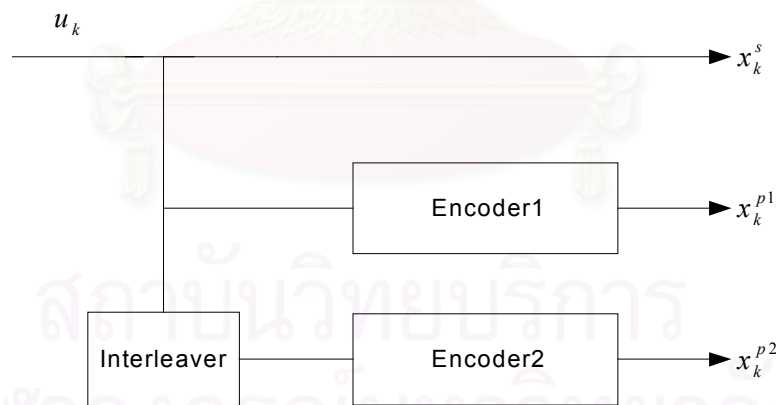 u_k
x_k^s
Encoder1
x_k^{p1}
สถาบันวิทยบริการ
Interleaver
Encoder2
x_k^{p2}